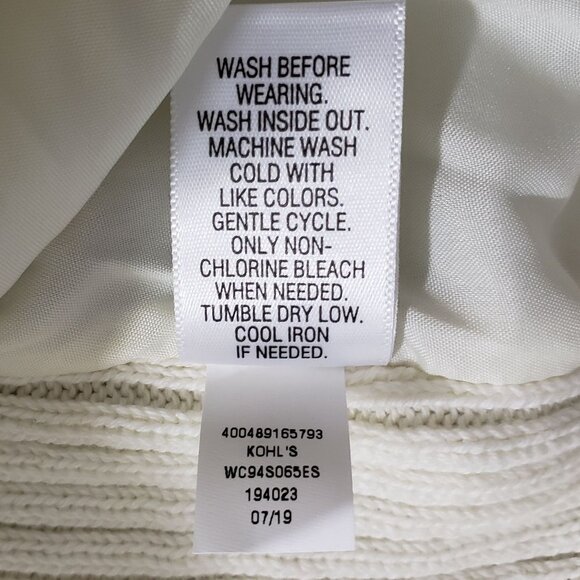 WASH BEFORE
WEARING.
WASH INSIDE OUT.
MACHINE WASH
COLD WITH
LIKE COLORS.
GENTLE CYCLE.
ONLY NON-
CHLORINE BLEACH
WHEN NEEDED.
TUMBLE DRY LOW.
COOL IRON
IF NEEDED.
400489165793
KOHL'S
WC94S065ES
194023
07/19